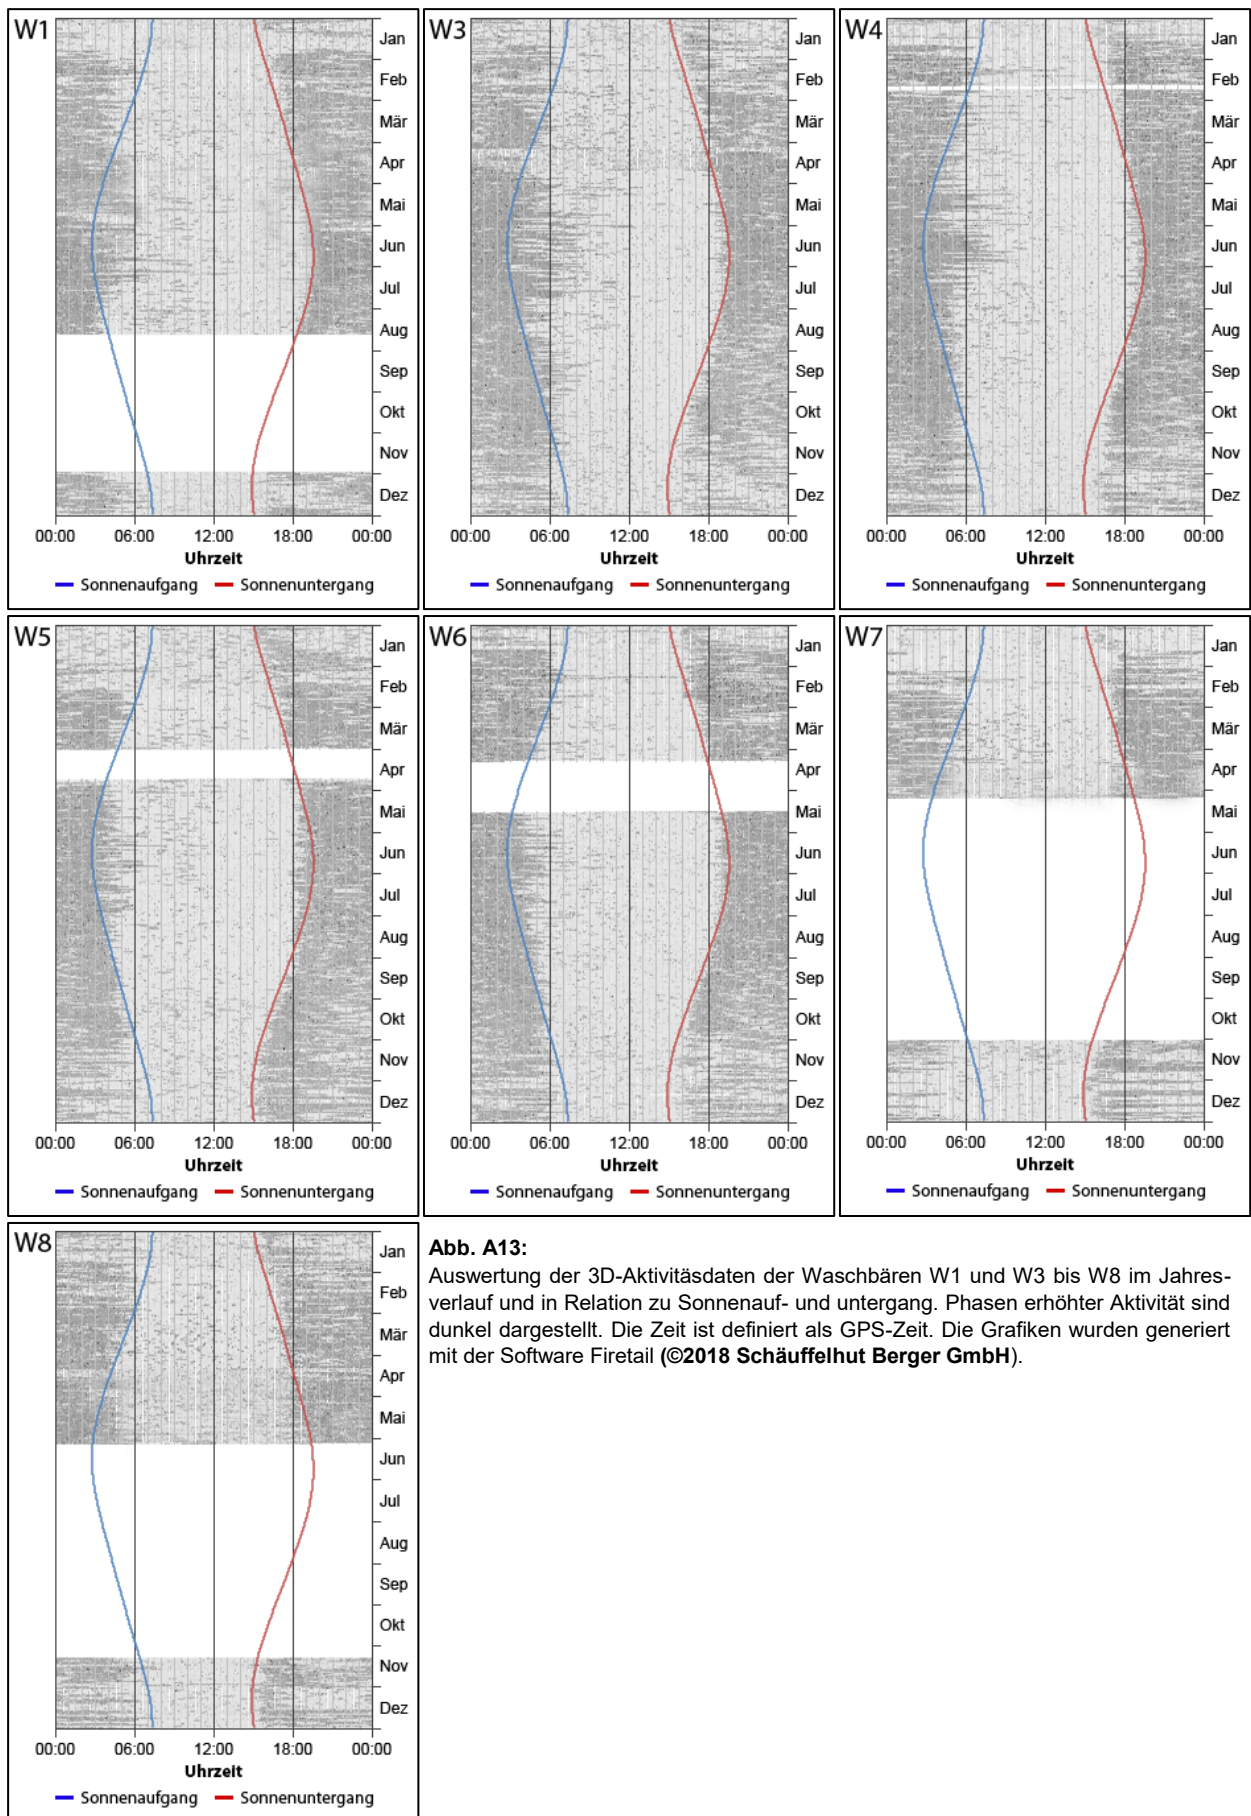 W1
Jan
Feb
Mär
Apr
Mai
Jun
Jul
Aug
Sep
Okt
Nov
Dez
00:00 06:00 12:00 18:00 00:00
Uhrzeit
Sonnenaufgang Sonnenuntergang
W3
Jan
Feb
Mär
Apr
Mai
Jun
Jul
Aug
Sep
Okt
Nov
Dez
00:00 06:00 12:00 18:00 00:00
Uhrzeit
Sonnenaufgang Sonnenuntergang
W4
Jan
Feb
Mär
Apr
Mai
Jun
Jul
Aug
Sep
Okt
Nov
Dez
00:00 06:00 12:00 18:00 00:00
Uhrzeit
Sonnenaufgang Sonnenuntergang
W5
Jan
Feb
Mär
Apr
Mai
Jun
Jul
Aug
Sep
Okt
Nov
Dez
00:00 06:00 12:00 18:00 00:00
Uhrzeit
Sonnenaufgang Sonnenuntergang
W6
Jan
Feb
Mär
Apr
Mai
Jun
Jul
Aug
Sep
Okt
Nov
Dez
00:00 06:00 12:00 18:00 00:00
Uhrzeit
Sonnenaufgang Sonnenuntergang
W7
Jan
Feb
Mär
Apr
Mai
Jun
Jul
Aug
Sep
Okt
Nov
Dez
00:00 06:00 12:00 18:00 00:00
Uhrzeit
Sonnenaufgang Sonnenuntergang
W8
Jan
Feb
Mär
Apr
Mai
Jun
Jul
Aug
Sep
Okt
Nov
Dez
00:00 06:00 12:00 18:00 00:00
Uhrzeit
Sonnenaufgang Sonnenuntergang
Abb. A13:
Auswertung der 3D-Aktivitäsdaten der Waschbären W1 und W3 bis W8 im Jahres-
verlauf und in Relation zu Sonnenauf- und untergang. Phasen erhöhter Aktivität sind
dunkel dargestellt. Die Zeit ist definiert als GPS-Zeit. Die Grafiken wurden generiert
mit der Software Firetail (©2018 Schäuffelhut Berger GmbH).